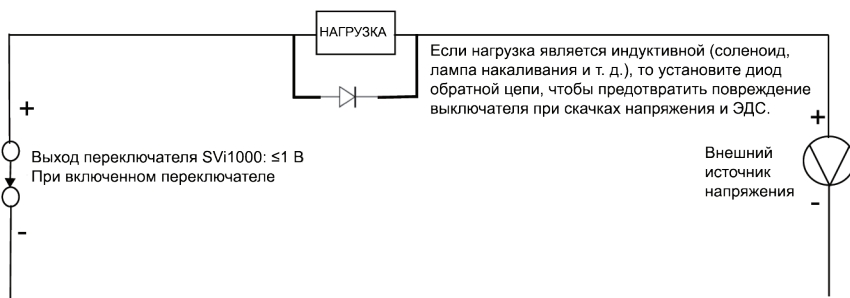 НАГРУЗКА
Если нагрузка является индуктивной (соленоид,
лампа накаливания и т. д.), то установите диод
обратной цепи, чтобы предотвратить повреждение
выключателя при скачках напряжения и ЭДС.
+
+
Выход переключателя SVi1000: ≤1 В
При включенном переключателе
Внешний
источник
напряжения
-
-